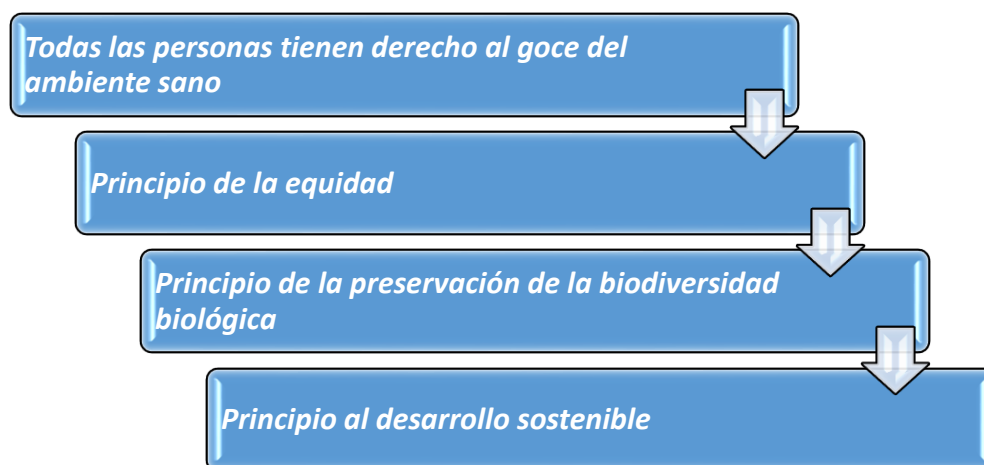 Todas las personas tienen derecho al goce del
ambiente sano
Principio de la equidad
Principio de la preservación de la biodiversidad
biológica
Principio al desarrollo sostenible